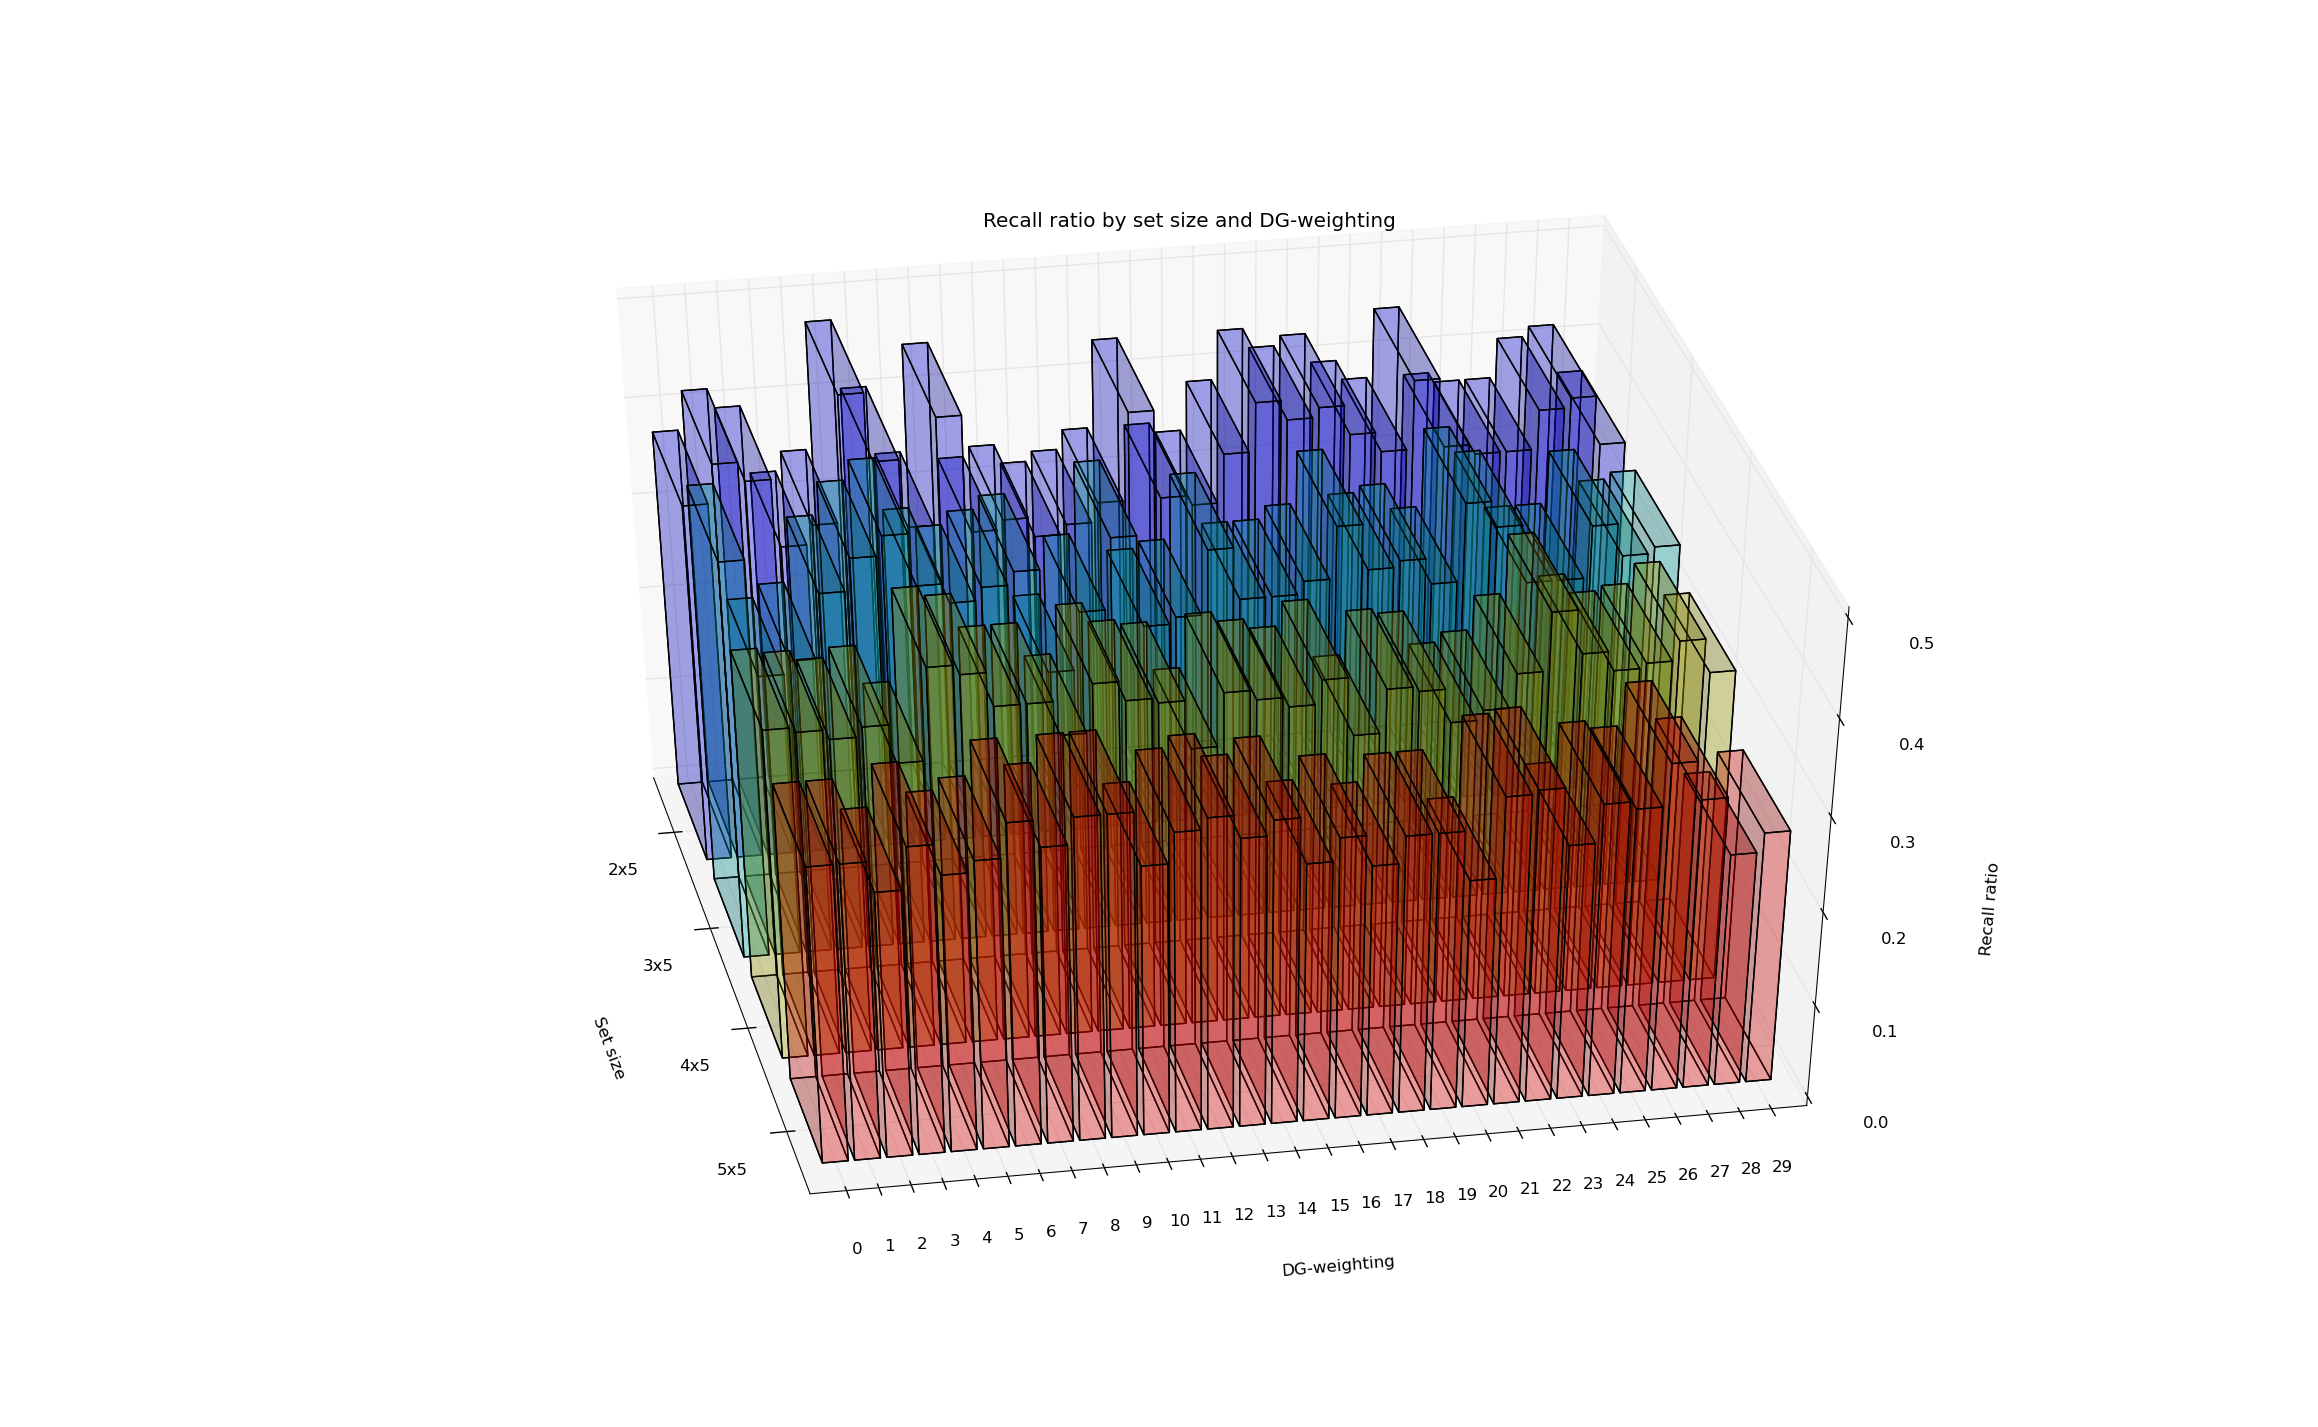 Recall ratio by set size and DG-weighting
0.5
0.4
0.3
0.2
0.1
0.0
Recall ratio
2x5
3x5
4x5
5x5
Set size
0 1 2 3 4 5 6 7 8 9 10 11 12 13 14 15 16 17 18 19 20 21 22 23 24 25 26 27 28 29
DG-weighting